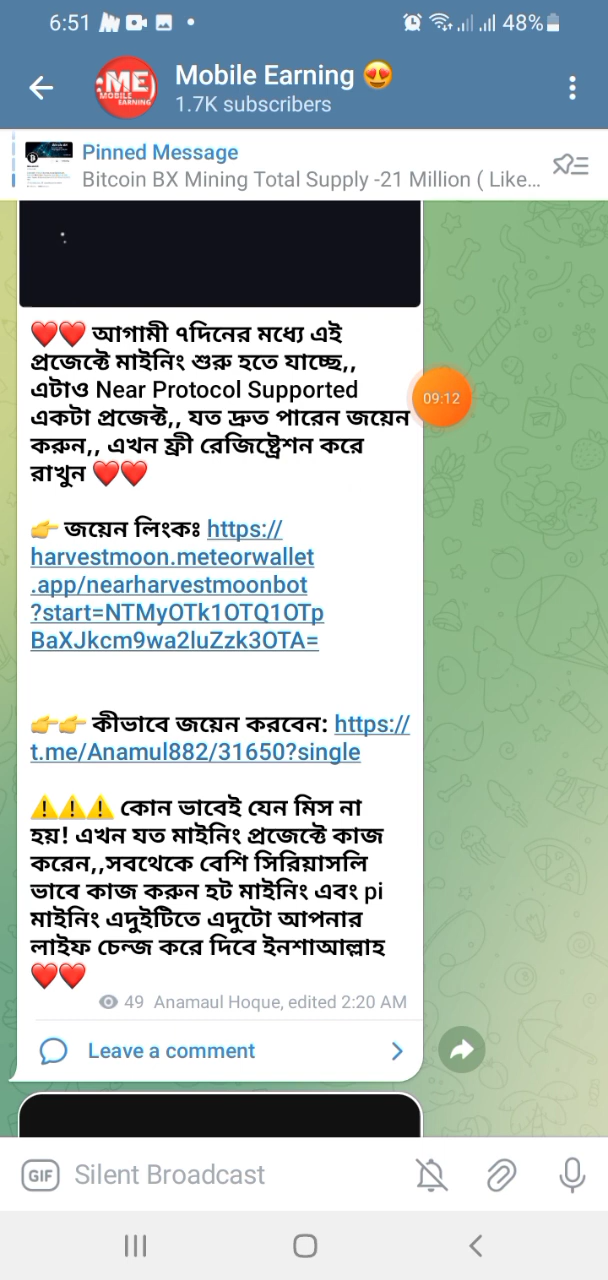 6:51
48%
:ME)
MOBILE
EARNING
Mobile Earning 😍
1.7K subscribers
Pinned Message
Bitcoin BX Mining Total Supply -21 Million ( Like...
❤️❤️ আগামী ৭দিনের মধ্যে এই
প্রজেক্টে মাইনিং শুরু হতে যাচ্ছে,,
এটাও Near Protocol Supported
একটা প্রজেক্ট,, যত দ্রুত পারেন জয়েন
09:12
করুন,, এখন ফ্রী রেজিষ্ট্রেশন করে
রাখুন ❤️❤️
👉 জয়েন লিংকঃ https://
harvestmoon.meteorwallet
.app/nearharvestmoonbot
?start=NTMyOTk1OTQ1OTp
BaXJkcm9wa2luZzk3OTA=
👉👉 কীভাবে জয়েন করবেন: https://
t.me/Anamul882/31650?single
⚠️⚠️⚠️ কোন ভাবেই যেন মিস না
হয়! এখন যত মাইনিং প্রজেক্টে কাজ
করেন,,সবথেকে বেশি সিরিয়াসলি
ভাবে কাজ করুন হট মাইনিং এবং pi
মাইনিং এদুইটিতে এদুটো আপনার
লাইফ চেন্জ করে দিবে ইনশাআল্লাহ
❤️❤️
49 Anamaul Hoque, edited 2:20 AM
Leave a comment
GIF Silent Broadcast